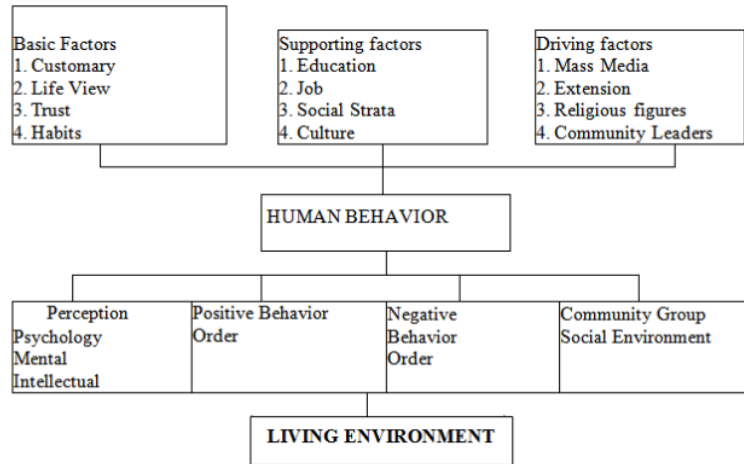 Basic Factors
1. Customary
2. Life View
3. Trust
4. Habits
Supporting factors
1. Education
2. Job
3. Social Strata
4. Culture
Driving factors
1. Mass Media
2. Extension
3. Religious figures
4. Community Leaders
HUMAN BEHAVIOR
Perception
Psychology
Mental
Intellectual
Positive Behavior
Order
Negative
Behavior
Order
Community Group
Social Environment
LIVING ENVIRONMENT